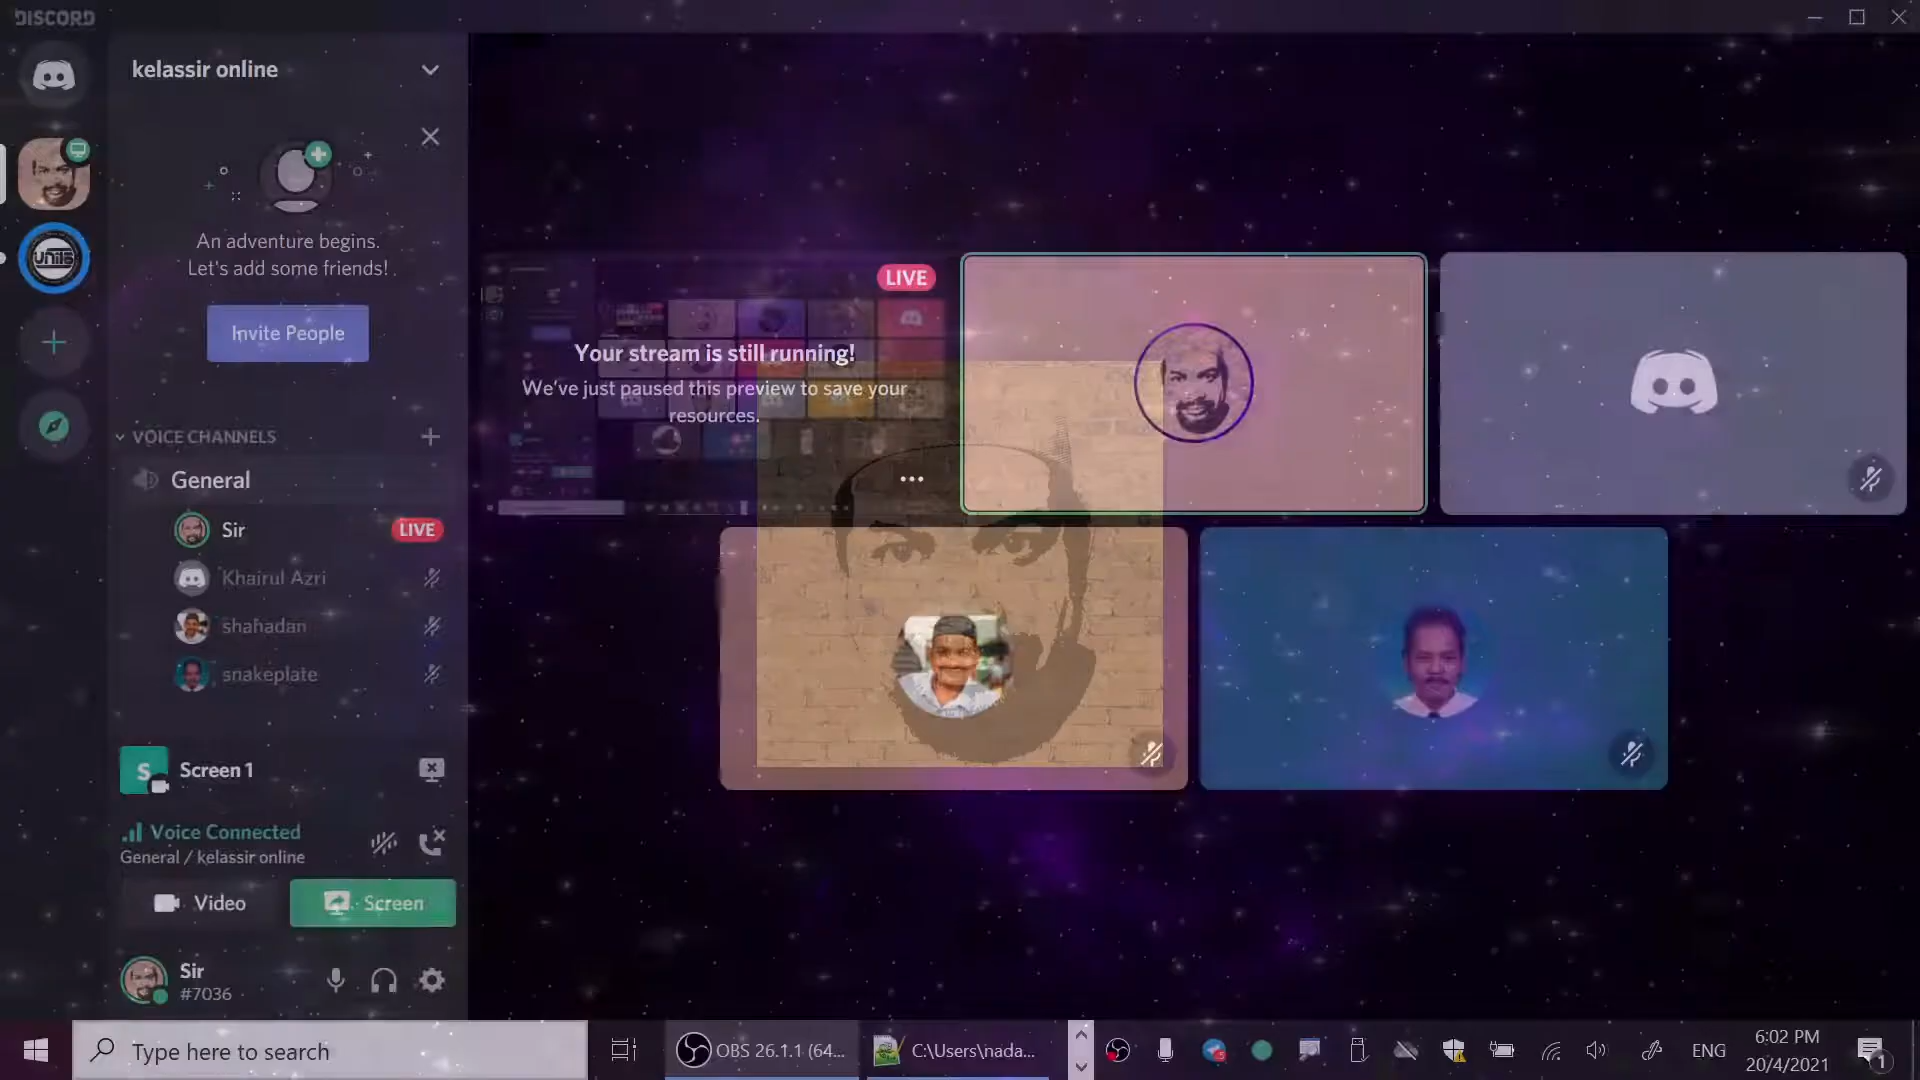 DISCORD
kelassir online
An adventure begins.
Let's add some friends!
Invite People
VOICE CHANNELS
General
Sir
LIVE
Khairul Azri
shahadan
snakeplate
Screen 1
S
Voice Connected
General / kelassir online
Video
Screen
Sir
#7036
UNITS
LIVE
Your stream is still running!
We've just paused this preview to save your
resources.
Type here to search
OBS 26.1.1 (64...
C:\Users\nada...
ENG
6:02 PM
20/4/2021
1